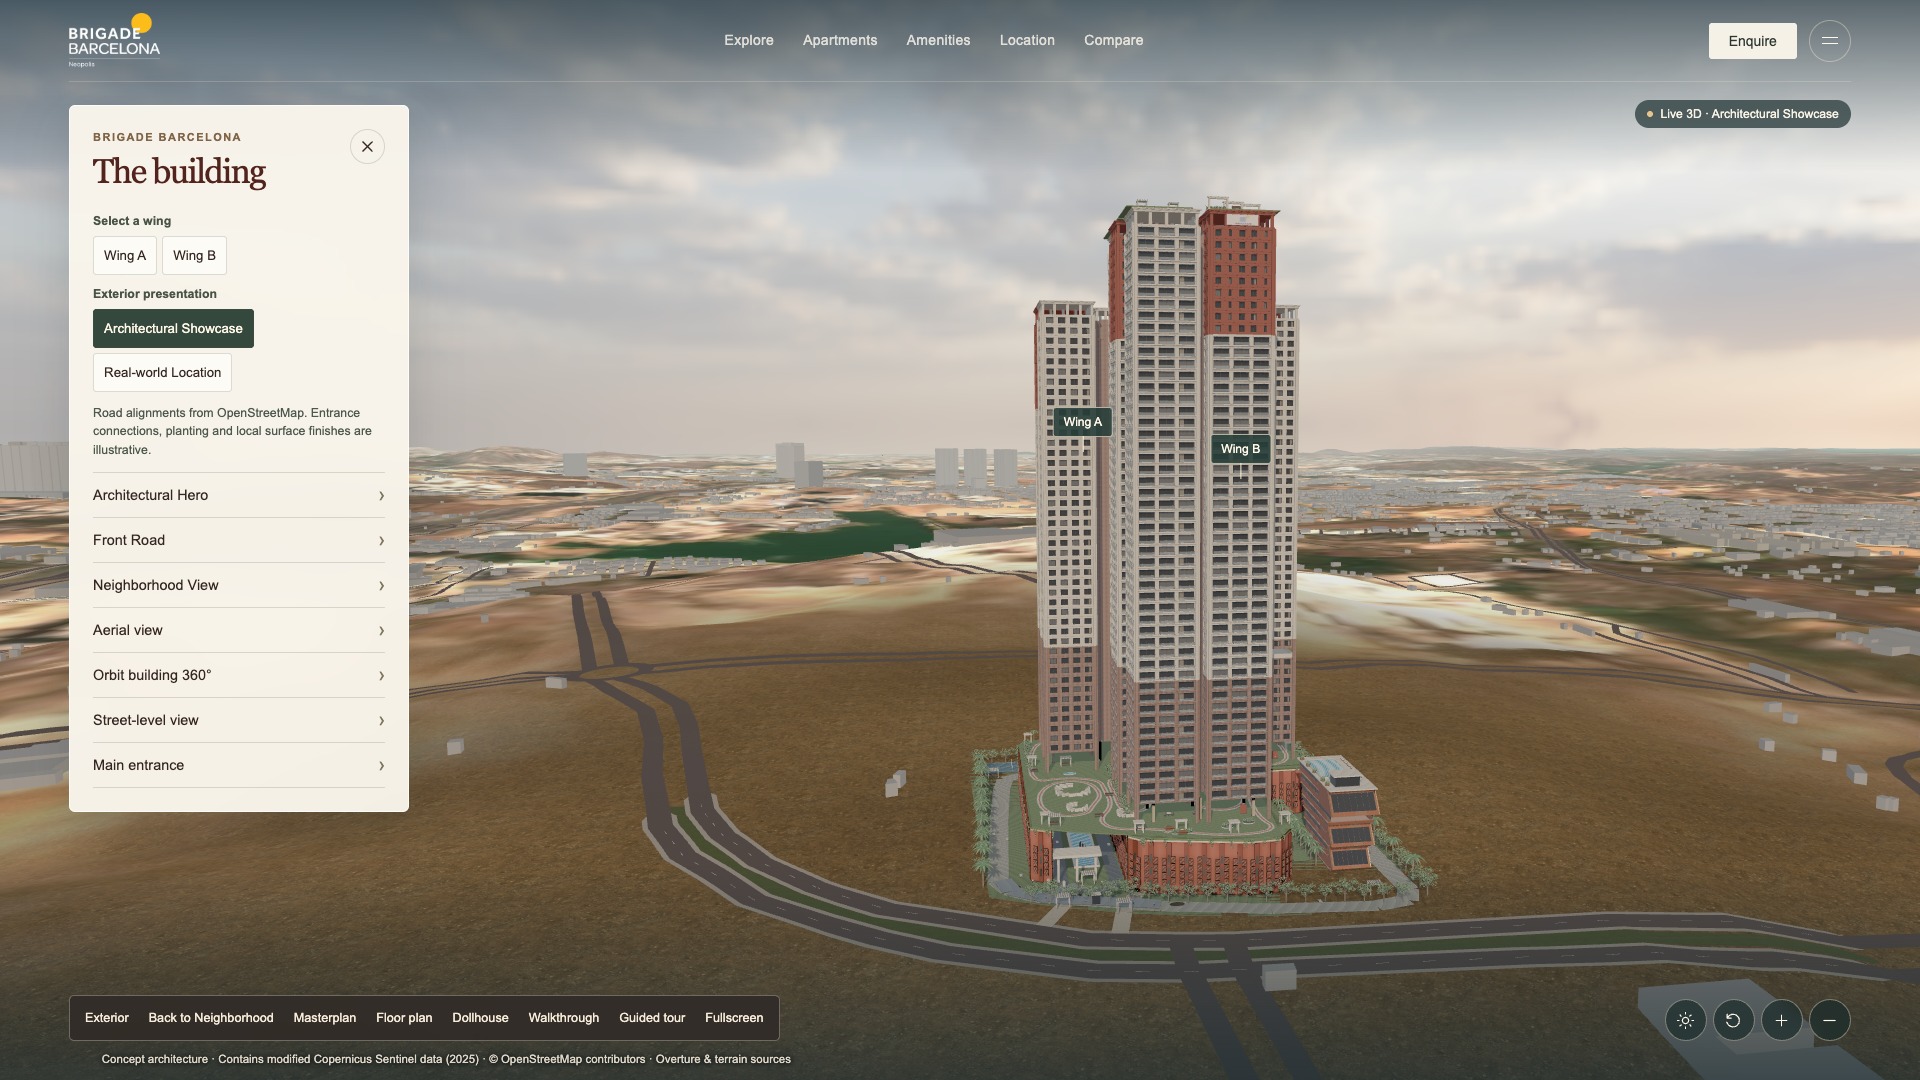 BRIGADE
BARCELONA
Neopolis
Explore
Apartments
Amenities
Location
Compare
Enquire
Live 3D · Architectural Showcase
BRIGADE BARCELONA
The building
Select a wing
Wing A
Wing B
Exterior presentation
Architectural Showcase
Real-world Location
Road alignments from OpenStreetMap. Entrance
connections, planting and local surface finishes are
illustrative.
Architectural Hero
Front Road
Neighborhood View
Aerial view
Orbit building 360°
Street-level view
Main entrance
Wing A
Wing B
Exterior
Back to Neighborhood
Masterplan
Floor plan
Dollhouse
Walkthrough
Guided tour
Fullscreen
Concept architecture · Contains modified Copernicus Sentinel data (2025) · © OpenStreetMap contributors · Overture & terrain sources